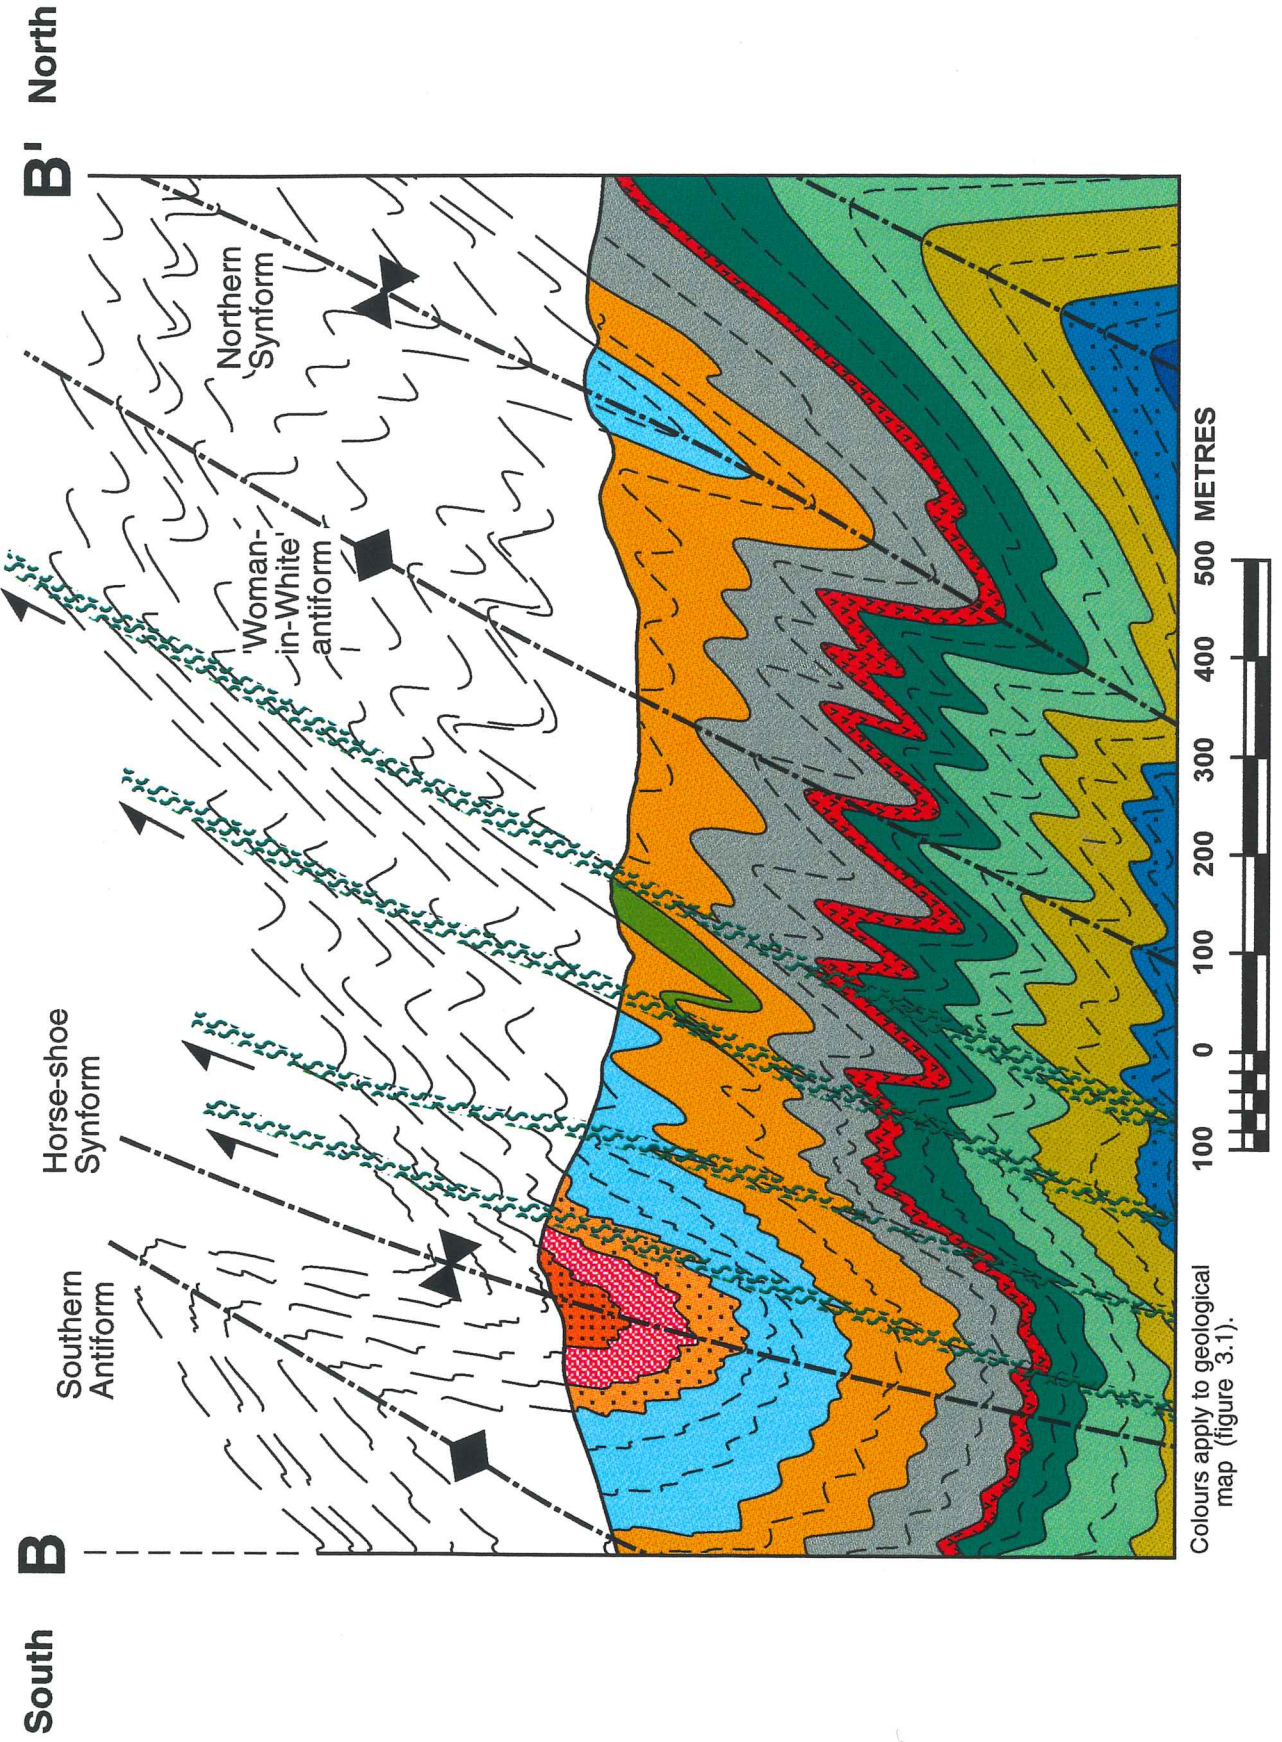 South
B
B'
North
Southern
Antiform
Horse-shoe
Synform
'Woman-
in-White'
antiform
Northern
Synform
Colours apply to geological
map (figure 3.1).
100
0
100
200
300
400
500
METRES